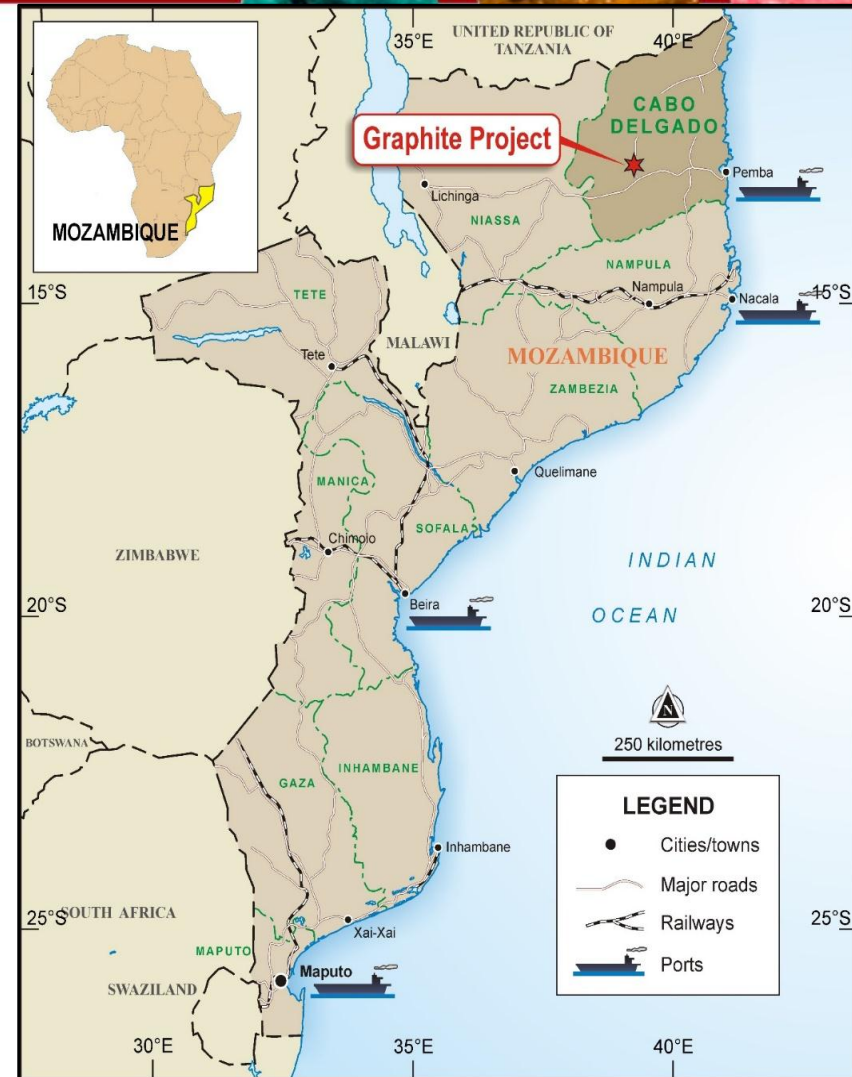 35°E
UNITED REPUBLIC OF
TANZANIA
40°E
CABO
DELGADO
Graphite Project
Pemba
Lichinga
NIASSA
MOZAMBIQUE
NAMPULA
TETE
Nampula
Nacala
15°S
15°S
MALAWI
MOZAMBIQUE
Tete
ZAMBEZIA
Quelimane
MANICA
SOFALA
Chimoio
ZIMBABWE
INDIAN
OCEAN
Beira
20°S
20°S
N
250 kilometres
BOTSWANA
GAZA
INHAMBANE
LEGEND
Cities/towns
Major roads
Railways
Ports
Inhambane
SOUTH AFRICA
25°S
25°S
Xai-Xai
MAPUTO
Maputo
SWAZILAND
30°E
35°E
40°E